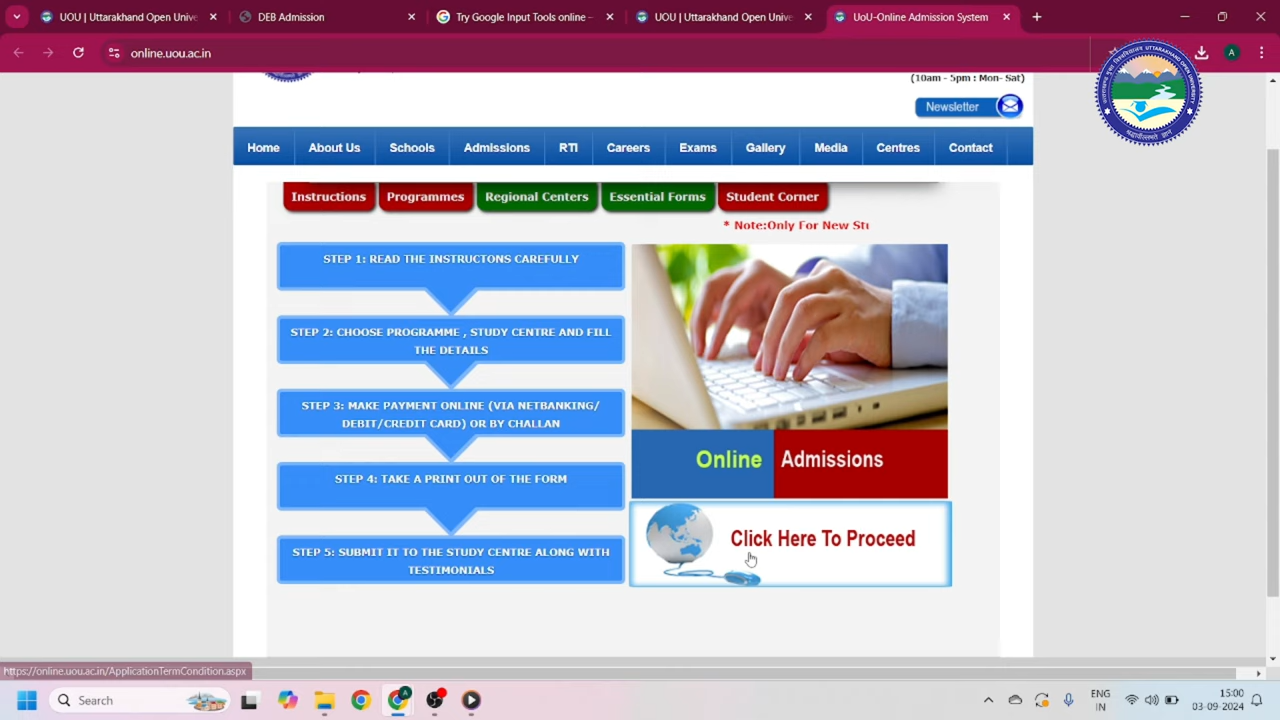 UOU | Uttarakhand Open Unive
DEB Admission
Try Google Input Tools online –
UOU | Uttarakhand Open Unive
UoU-Online Admission System
online.uou.ac.in
A
(10am - 5pm : Mon- Sat)
Newsletter
Home About Us Schools Admissions RTI Careers Exams Gallery Media Centres Contact
Instructions Programmes Regional Centers Essential Forms Student Corner
* Note:Only For New Stu
STEP 1: READ THE INSTRUCTONS CAREFULLY
STEP 2: CHOOSE PROGRAMME , STUDY CENTRE AND FILL
THE DETAILS
STEP 3: MAKE PAYMENT ONLINE (VIA NETBANKING/
DEBIT/CREDIT CARD) OR BY CHALLAN
STEP 4: TAKE A PRINT OUT OF THE FORM
STEP 5: SUBMIT IT TO THE STUDY CENTRE ALONG WITH
TESTIMONIALS
Online Admissions
Click Here To Proceed
https://online.uou.ac.in/ApplicationTermCondition.aspx
Search
ENG
IN
15:00
03-09-2024
UTTARAKHAND OPEN UNIVERSITY